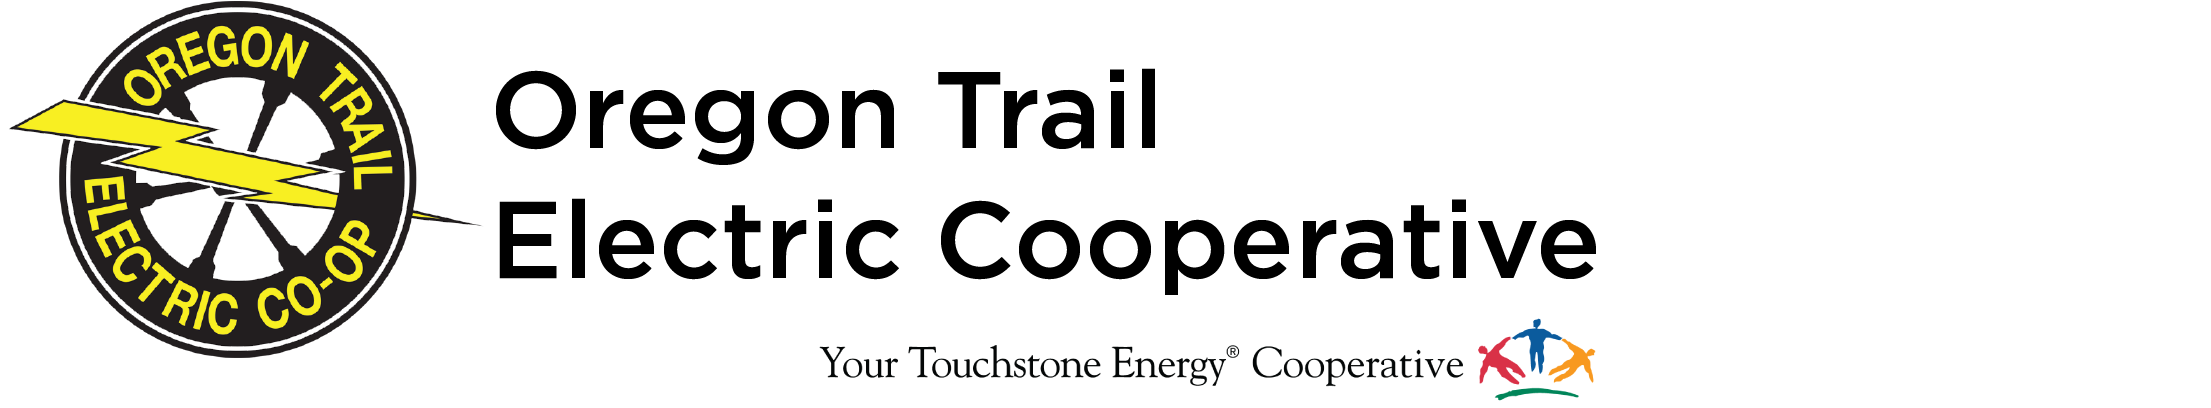 OREGON TRAIL
ELECTRIC CO-OP
Oregon Trail
Electric Cooperative
Your Touchstone Energy® Cooperative